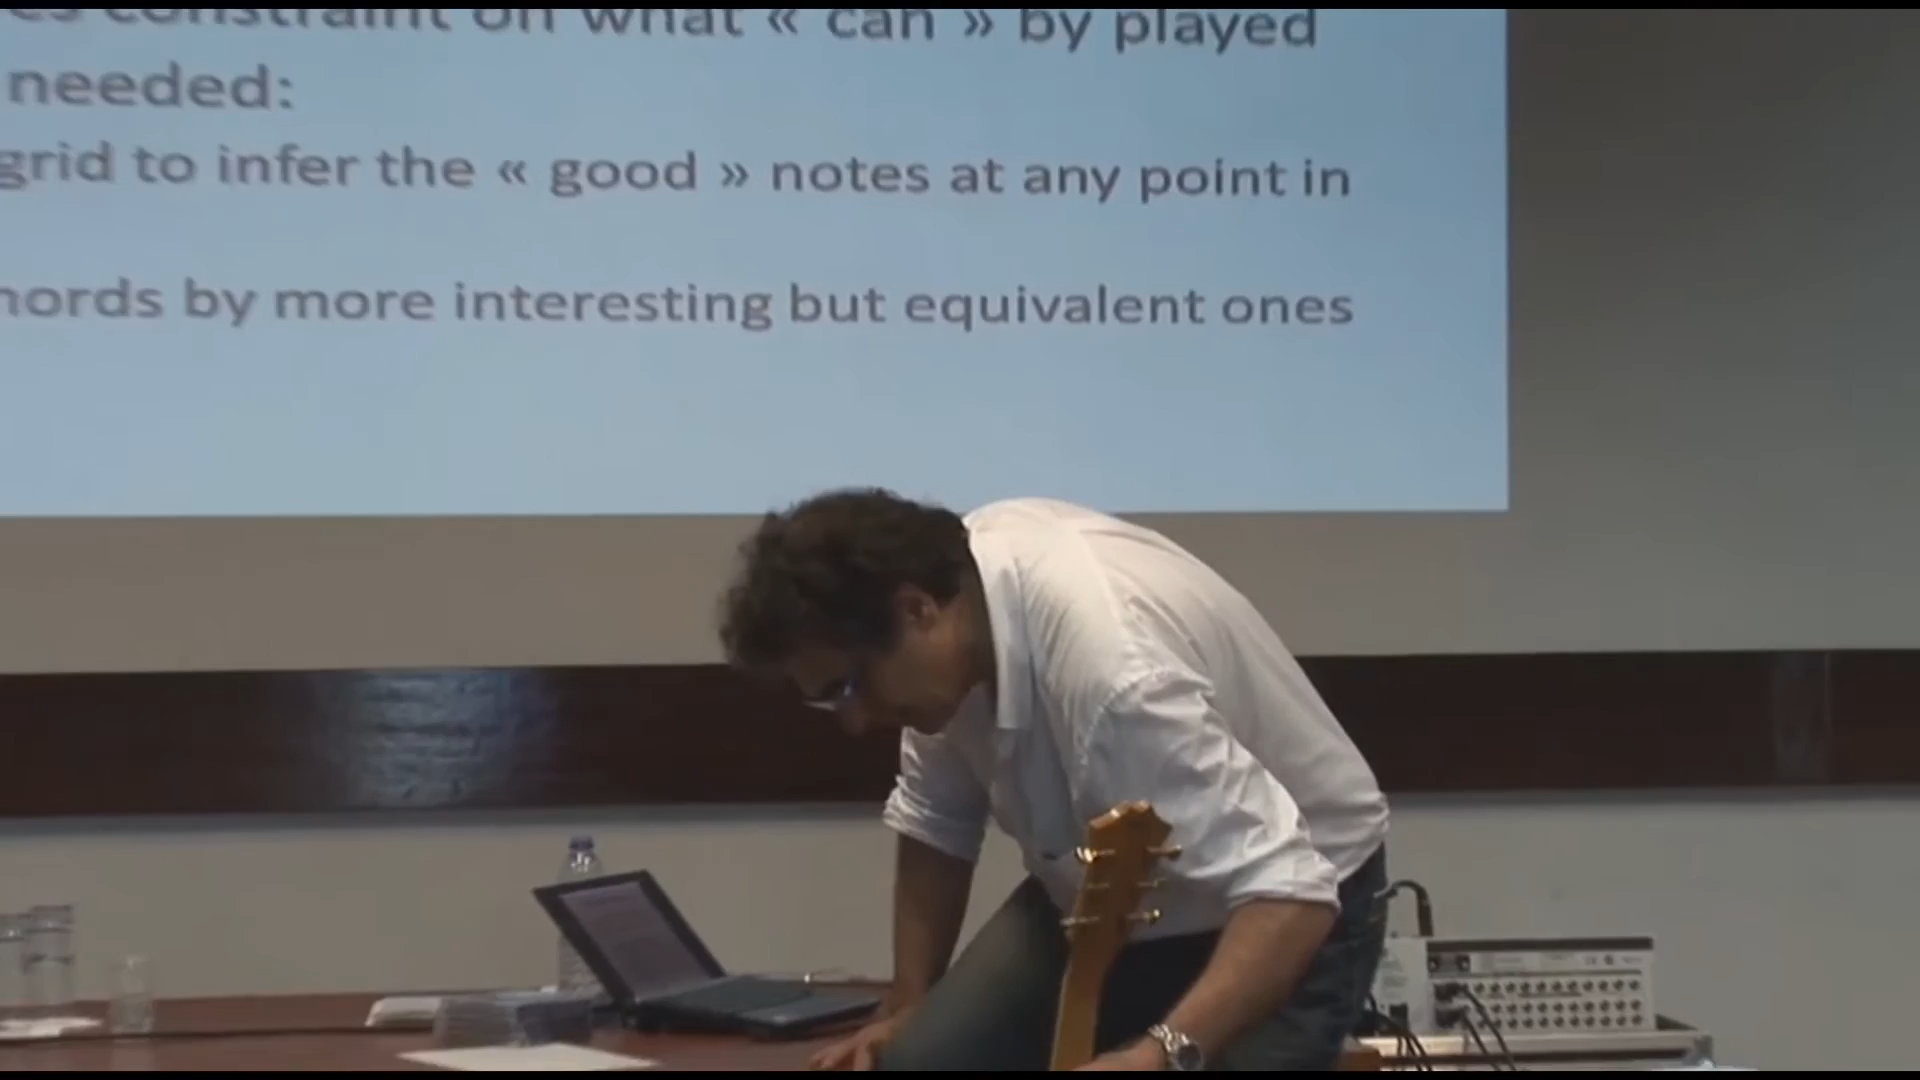 constraint on what « can » by played
needed:
grid to infer the « good » notes at any point in
by more interesting but equivalent ones